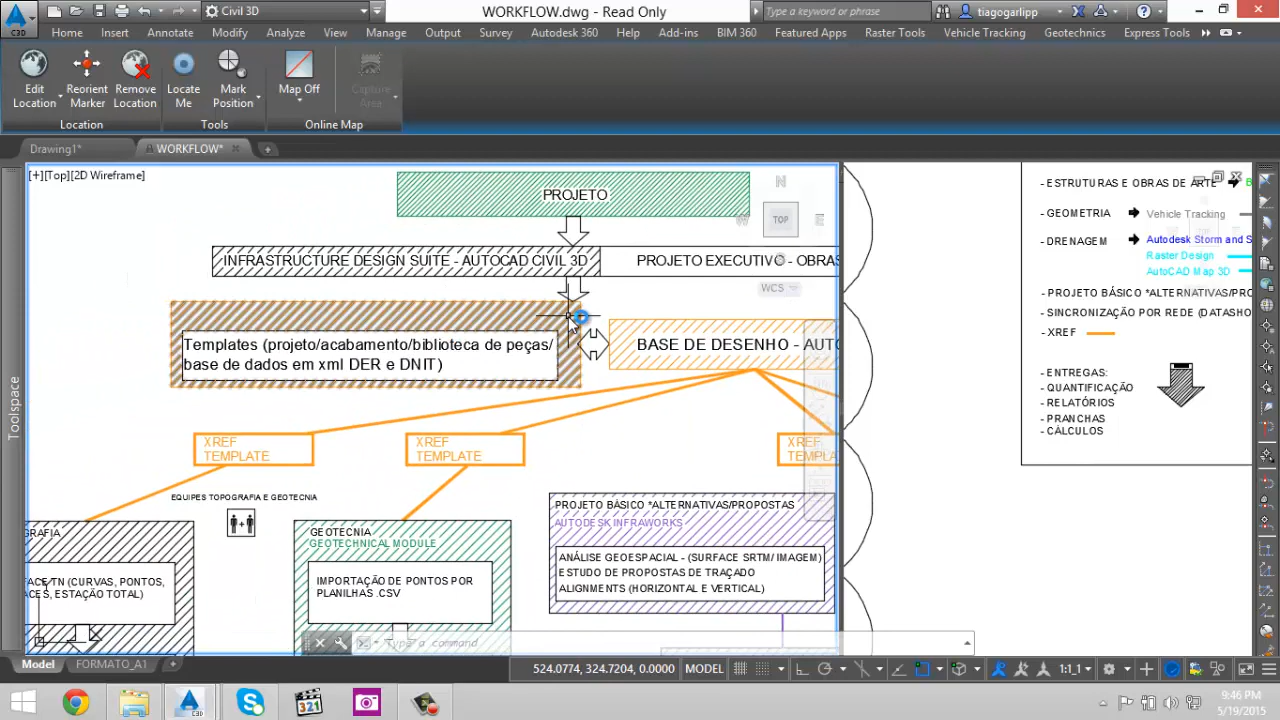 C3D
Civil 3D
WORKFLOW.dwg - Read Only
Type a keyword or phrase
tiagogarlipp
Home Insert Annotate Modify Analyze View Manage Output Survey Autodesk 360 Help Add-ins BIM 360 Featured Apps Raster Tools Vehicle Tracking Geotechnics Express Tools
Edit Location
Reorient Marker
Remove Location
Locate Me
Mark Position
Map Off
Capture Area
Location
Tools
Online Map
Drawing1*
WORKFLOW*
[+][Top][2D Wireframe]
Toolspace
PROJETO
N
W
TOP
E
WCS
INFRASTRUCTURE DESIGN SUITE - AUTOCAD CIVIL 3D
PROJETO EXECUTIVO - OBRAS
Templates (projeto/acabamento/biblioteca de peças/
base de dados em xml DER e DNIT)
BASE DE DESENHO - AUTO
XREF
TEMPLATE
XREF
TEMPLATE
XREF
TEMPLA
EQUIPES TOPOGRAFIA E GEOTECNIA
GRAFIA
(CURVAS, PONTOS,
ESTAÇÃO TOTAL)
GEOTECNIA
GEOTECHNICAL MODULE
IMPORTAÇÃO DE PONTOS POR
PLANILHAS .CSV
PROJETO BÁSICO *ALTERNATIVAS/PROPOSTAS
AUTODESK INFRAWORKS
ANÁLISE GEOESPACIAL - (SURFACE SRTM/ IMAGEM)
ESTUDO DE PROPOSTAS DE TRAÇADO
ALIGNMENTS (HORIZONTAL E VERTICAL)
- ESTRUTURAS E OBRAS DE ARTE
- GEOMETRIA
Vehicle Tracking
- DRENAGEM
Autodesk Storm and S
Raster Design
AutoCAD Map 3D
- PROJETO BÁSICO *ALTERNATIVAS/PRO
- SINCRONIZAÇÃO POR REDE (DATASHO
- XREF
- ENTREGAS:
- QUANTIFICAÇÃO
- RELATÓRIOS
- PRANCHAS
- CÁLCULOS
Type a command
Model
FORMATO_A1
524.0774, 324.7204, 0.0000
MODEL
1:1_1
321
C3D
9:46 PM
5/19/2015